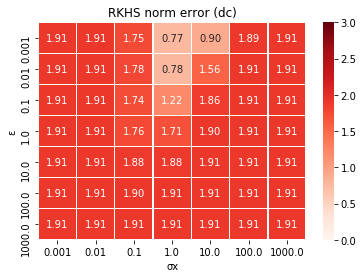 RKHS norm error (dc)
ε
0.001 1.91 1.91 1.75 0.77 0.90 1.89 1.91
0.01 1.91 1.91 1.78 0.78 1.56 1.91 1.91
0.1 1.91 1.91 1.74 1.22 1.86 1.91 1.91
1.0 1.91 1.91 1.76 1.71 1.90 1.91 1.91
10.0 1.91 1.91 1.88 1.88 1.91 1.91 1.91
100.0 1.91 1.91 1.90 1.91 1.91 1.91 1.91
1000.0 1.91 1.91 1.91 1.91 1.91 1.91 1.91
0.001 0.01 0.1 1.0 10.0 100.0 1000.0
σx
3.0
2.5
2.0
1.5
1.0
0.5
0.0